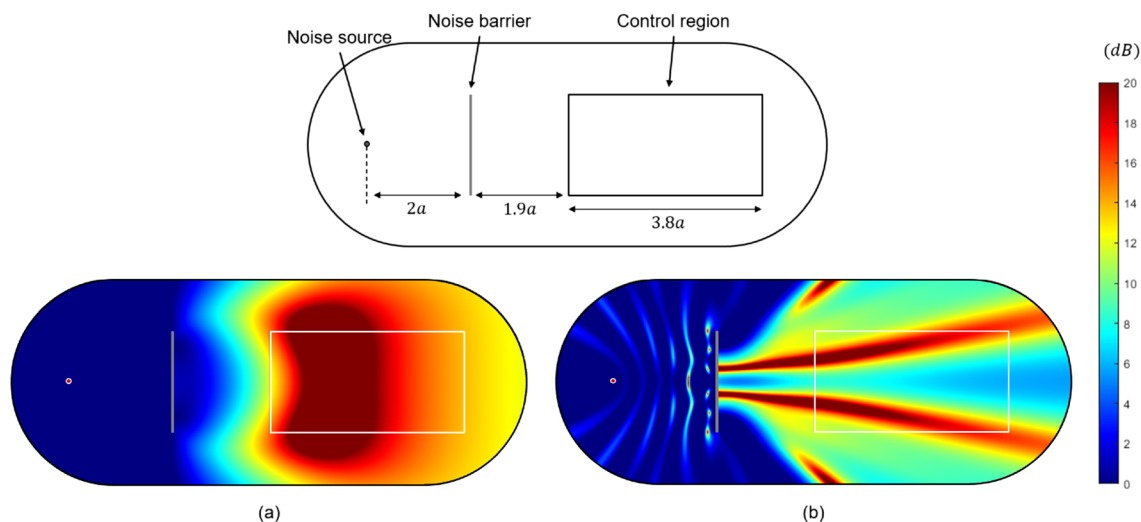 Noise source
Noise barrier
Control region
2a
1.9a
3.8a
(dB)
20
18
16
14
12
10
8
6
4
2
0
(a)
(b)